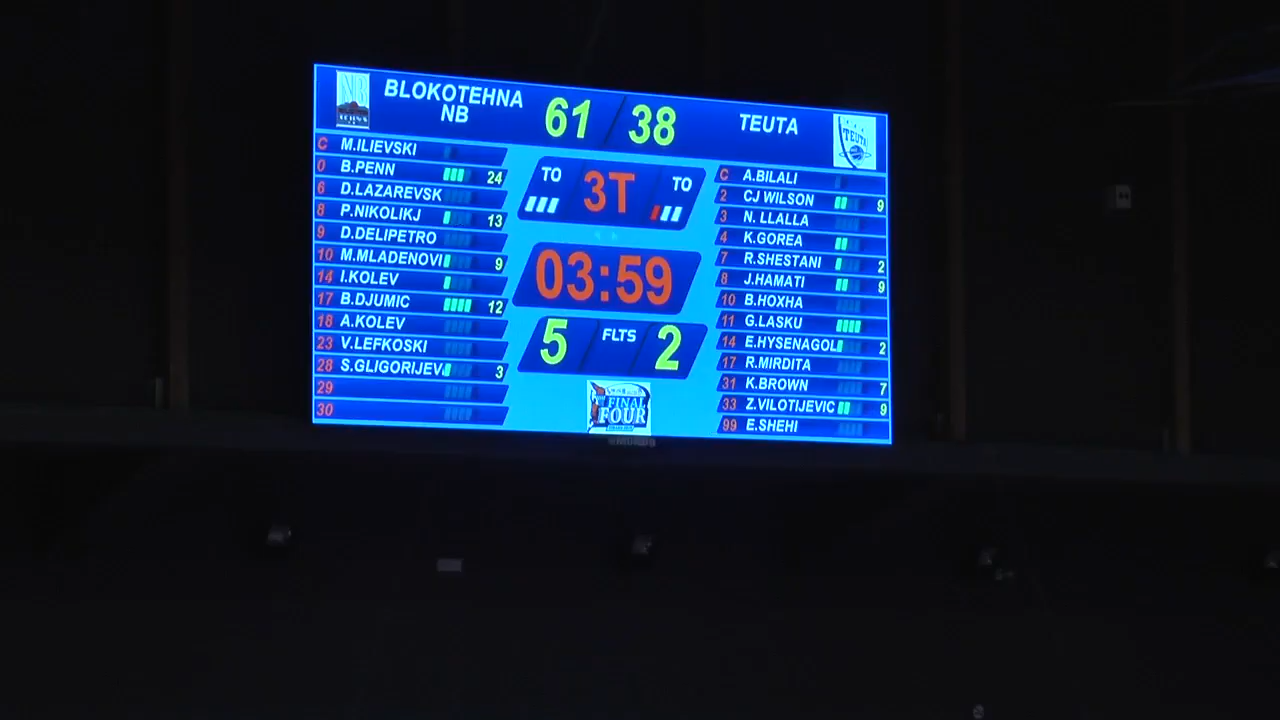 BLOKOTEHNA
NB
61
38
TEUTA
NB
TEUTA
C M.ILIEVSKI
0 B.PENN 24
6 D.LAZAREVSK
8 P.NIKOLIKJ 13
9 D.DELIPETRO
10 M.MLADENOVI 9
14 I.KOLEV
17 B.DJUMIC 12
18 A.KOLEV
23 V.LEFKOSKI
28 S.GLIGORIJEV 3
29
30
TO 3T TO
03:59
5 FLTS 2
FINAL
FOUR
C A.BILALI
2 CJ WILSON 9
3 N. LLALLA
4 K.GOREA
7 R.SHESTANI 2
8 J.HAMATI 9
10 B.HOXHA
11 G.LASKU
14 E.HYSENAGOL 2
17 R.MIRDITA
31 K.BROWN 7
33 Z.VILOTIJEVIC 9
99 E.SHEHI